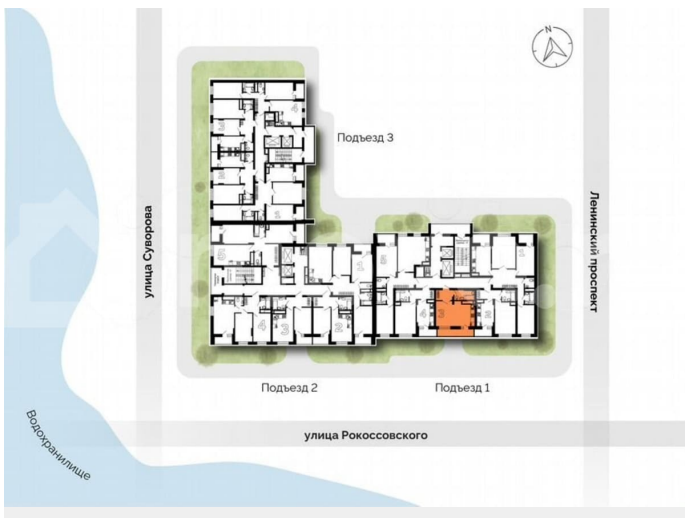 N
Подъезд 3
улица Суворова
Ленинский проспект
Подъезд 2
Подъезд 1
улица Рокоссовского
Водохранилище